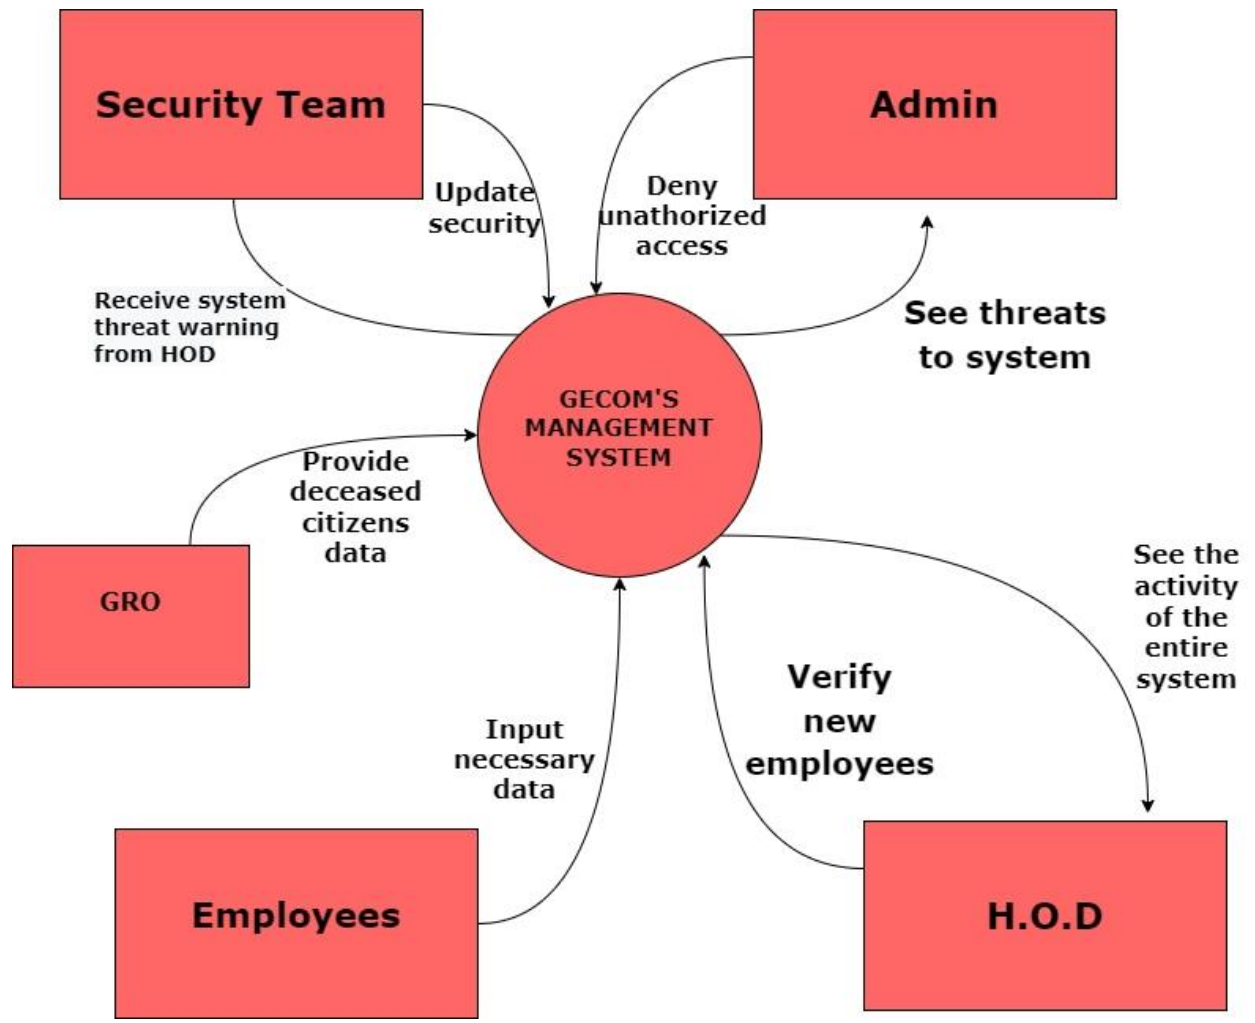 Security Team
Admin
Update
security
Deny
unathorized
access
Receive system
threat warning
from HOD
See threats
to system
GECOM'S
MANAGEMENT
SYSTEM
Provide
deceased
citizens
data
GRO
See the
activity
of the
entire
system
Verify
new
employees
Input
necessary
data
Employees
H.O.D